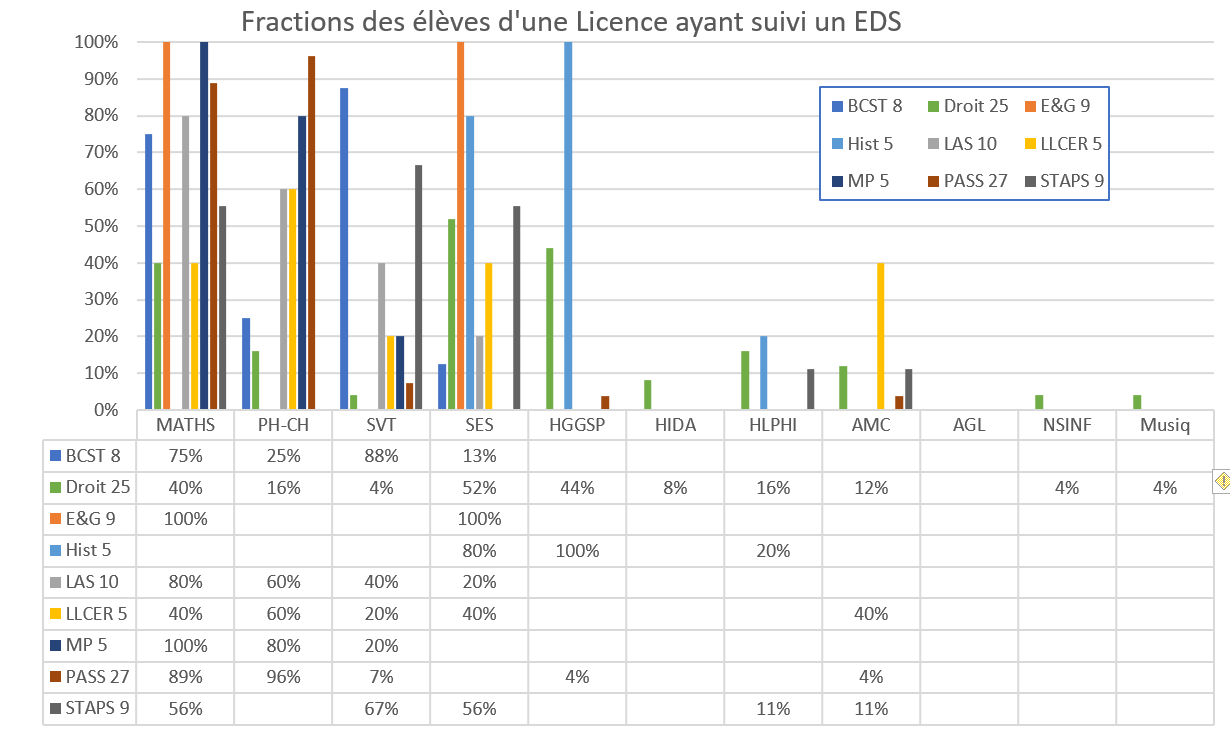 Fractions des élèves d'une Licence ayant suivi un EDS
100%
90%
80%
70%
60%
50%
40%
30%
20%
10%
0%
BCST 8 Droit 25 E&G 9
Hist 5 LAS 10 LLCER 5
MP 5 PASS 27 STAPS 9
MATHS PH-CH SVT SES HGGSP HIDA HLPHI AMC AGL NSINF Musiq
BCST 8 75% 25% 88% 13%
Droit 25 40% 16% 4% 52% 44% 8% 16% 12% 4% 4%
E&G 9 100% 100%
Hist 5 80% 100% 20%
LAS 10 80% 60% 40% 20%
LLCER 5 40% 60% 20% 40% 40%
MP 5 100% 80% 20%
PASS 27 89% 96% 7% 4% 4%
STAPS 9 56% 67% 56% 11% 11%